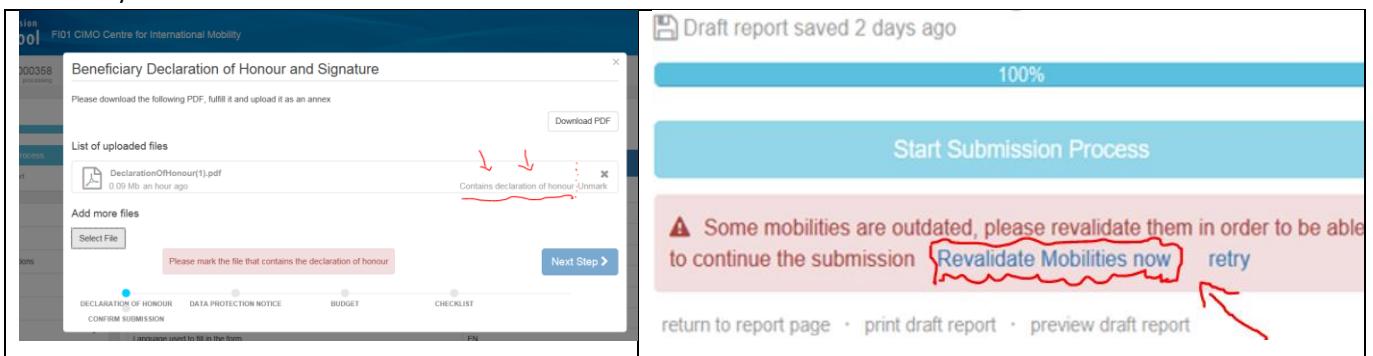 FI01 CIMO Centre for International Mobility
000358
Beneficiary Declaration of Honour and Signature
×
Please download the following PDF, fulfill it and upload it as an annex
Download PDF
List of uploaded files
DeclarationOfHonour(1).pdf
0.09 Mb an hour ago
Contains declaration of honour Unmark
Add more files
Select File
Please mark the file that contains the declaration of honour
Next Step
DECLARATION OF HONOUR DATA PROTECTION NOTICE BUDGET CHECKLIST
CONFIRM SUBMISSION
Language used to fill in the form EN
Draft report saved 2 days ago
100%
Start Submission Process
Some mobilities are outdated, please revalidate them in order to be able
to continue the submission Revalidate Mobilities now retry
return to report page · print draft report · preview draft report